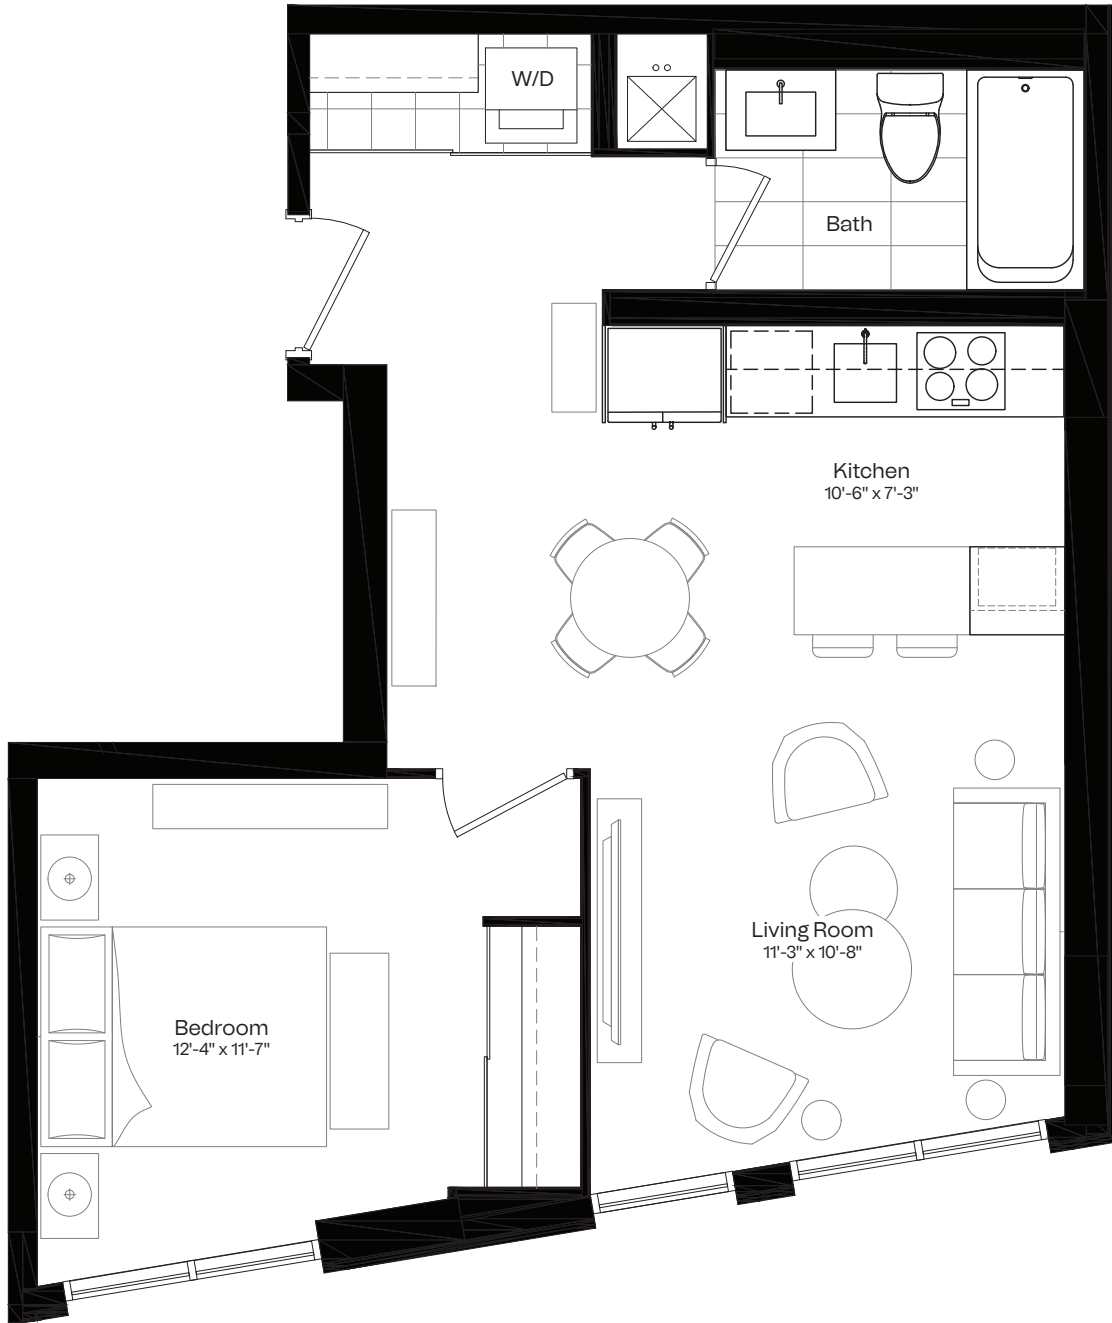 W/D
Bath
Kitchen
10'-6" x 7'-3"
Living Room
11'-3" x 10'-8"
Bedroom
12'-4" x 11'-7"